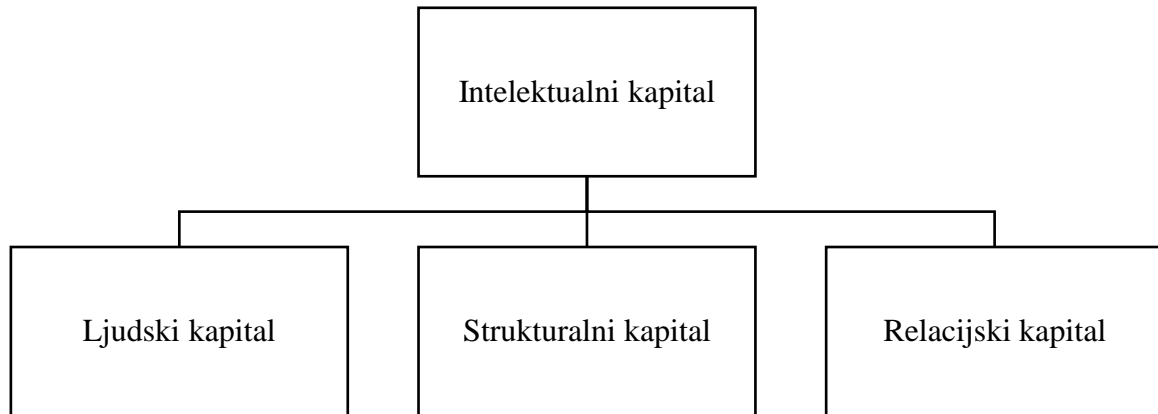 Intelektualni kapital
Ljudski kapital
Strukturalni kapital
Relacijski kapital